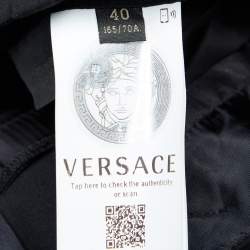 40
165/70A
VERSACE
Tap here to check the authenticity
or scan